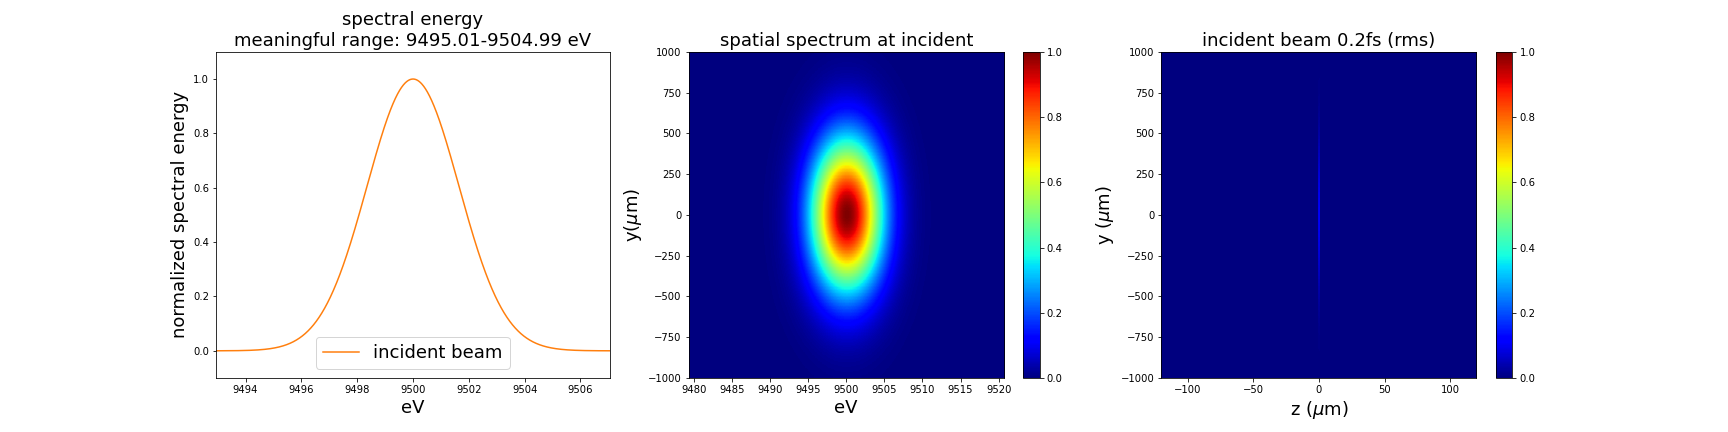 spectral energy
meaningful range: 9495.01-9504.99 eV
normalized spectral energy
1.0
0.8
0.6
0.4
0.2
0.0
incident beam
9494 9496 9498 9500 9502 9504 9506
eV
spatial spectrum at incident
y(μm)
1000
750
500
250
0
−250
−500
−750
−1000
9480 9485 9490 9495 9500 9505 9510 9515 9520
eV
1.0
0.8
0.6
0.4
0.2
0.0
incident beam 0.2fs (rms)
y (μm)
1000
750
500
250
0
−250
−500
−750
−1000
−100 −50 0 50 100
z (μm)
1.0
0.8
0.6
0.4
0.2
0.0